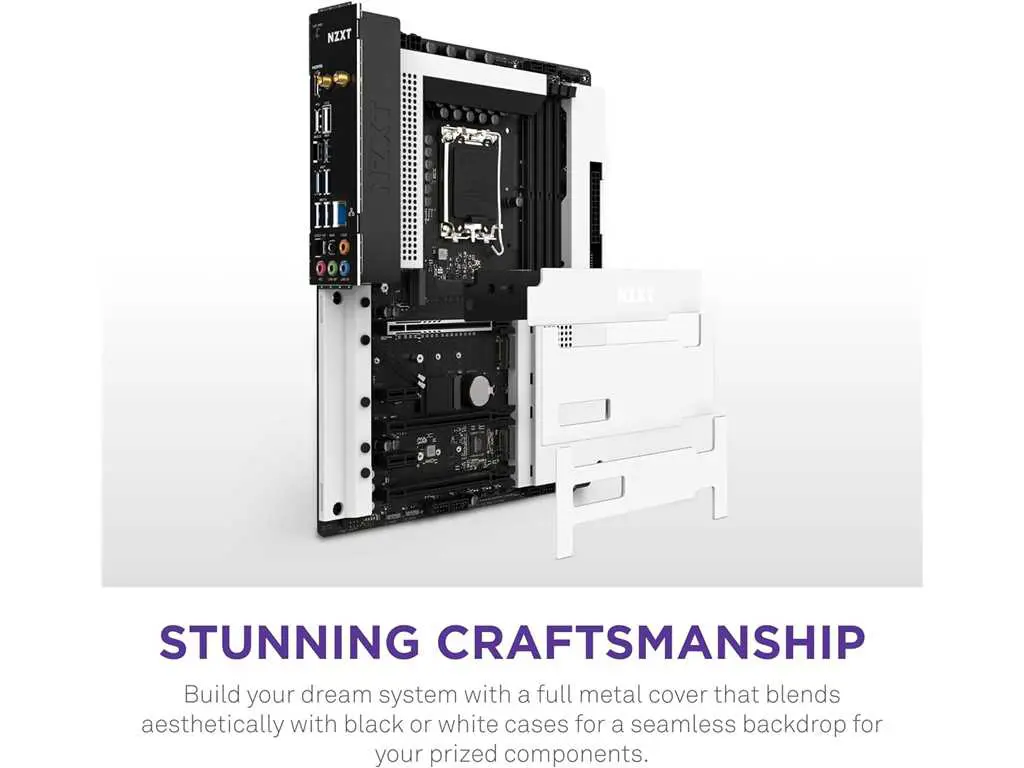 NZXT
NZXT
NZXT
STUNNING CRAFTSMANSHIP
Build your dream system with a full metal cover that blends
aesthetically with black or white cases for a seamless backdrop for
your prized components.